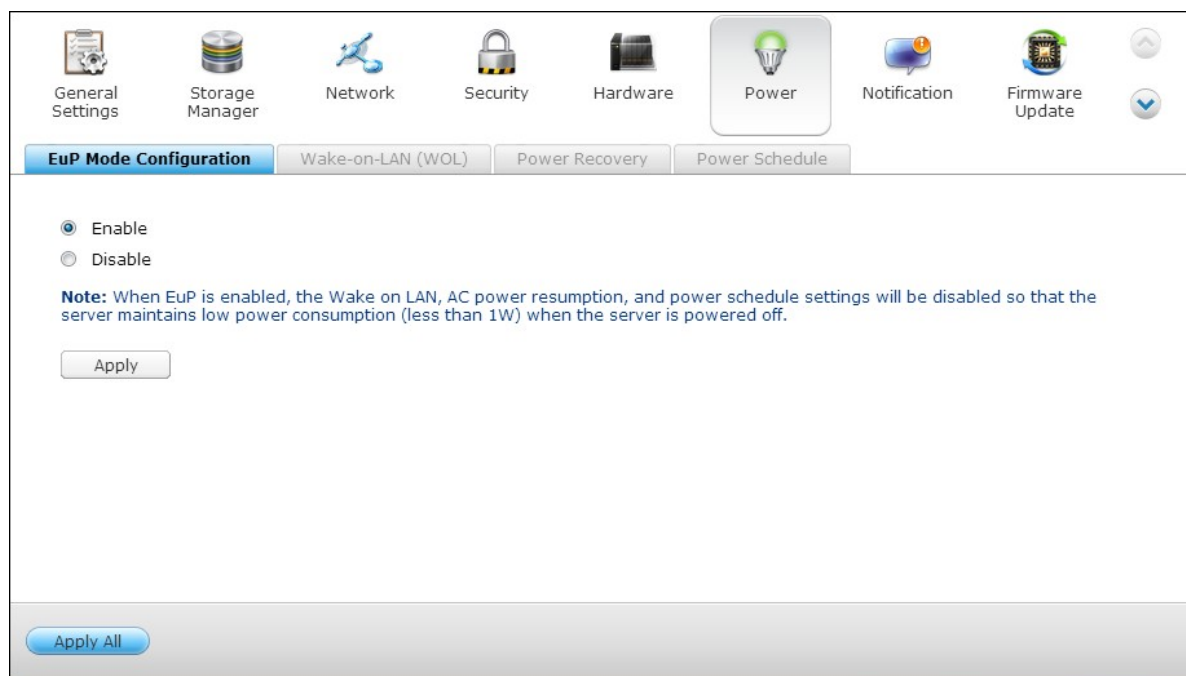 General Settings
Storage Manager
Network
Security
Hardware
Power
Notification
Firmware Update
EuP Mode Configuration
Wake-on-LAN (WOL)
Power Recovery
Power Schedule
Enable
Disable
Note: When EuP is enabled, the Wake on LAN, AC power resumption, and power schedule settings will be disabled so that the
server maintains low power consumption (less than 1W) when the server is powered off.
Apply
Apply All